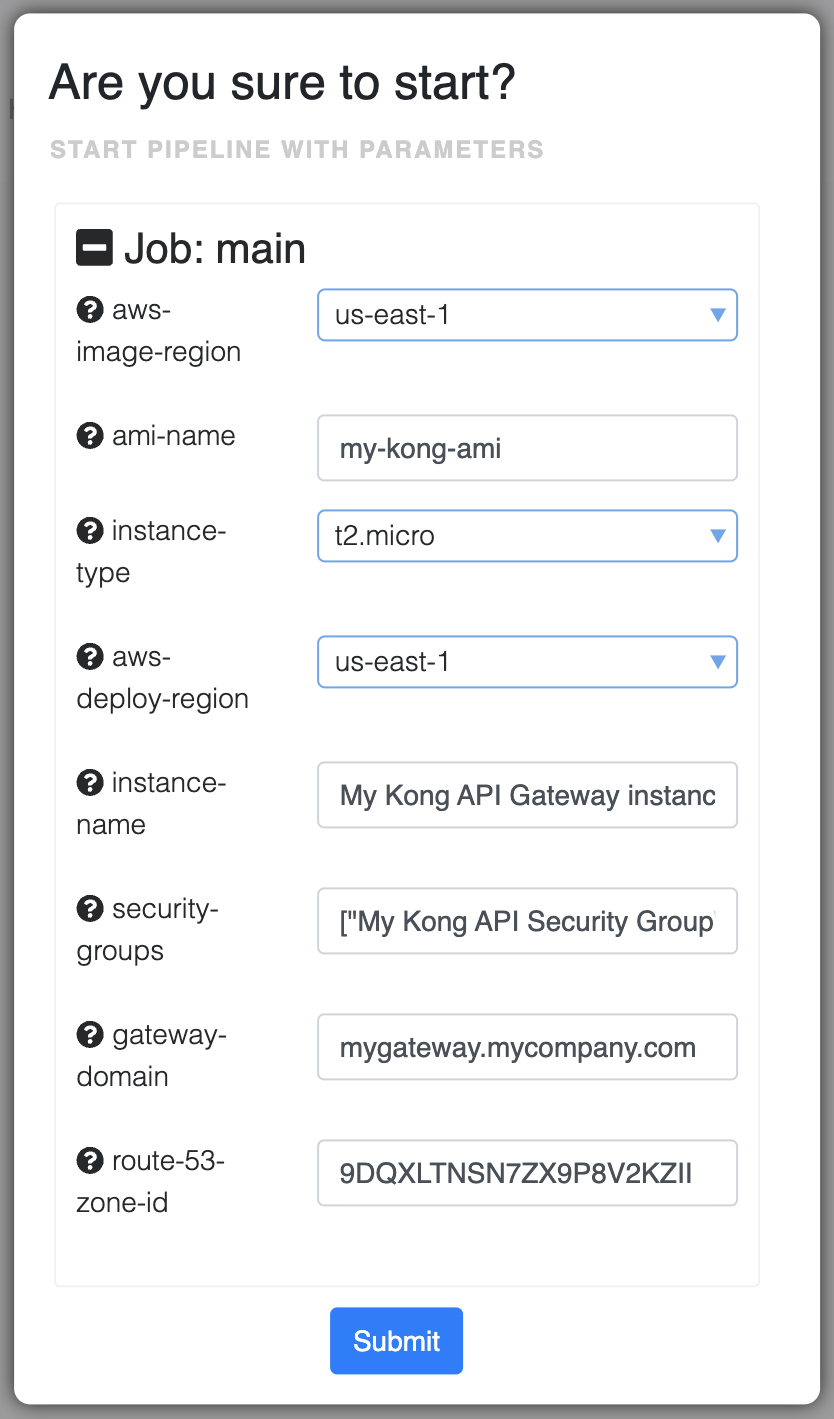 Are you sure to start?
START PIPELINE WITH PARAMETERS
Job: main
aws-
image-region
us-east-1
ami-name
my-kong-ami
instance-
type
t2.micro
aws-
deploy-region
us-east-1
instance-
name
My Kong API Gateway instanc
security-
groups
["My Kong API Security Group"
gateway-
domain
mygateway.mycompany.com
route-53-
zone-id
9DQXLTNSN7ZX9P8V2KZII
Submit